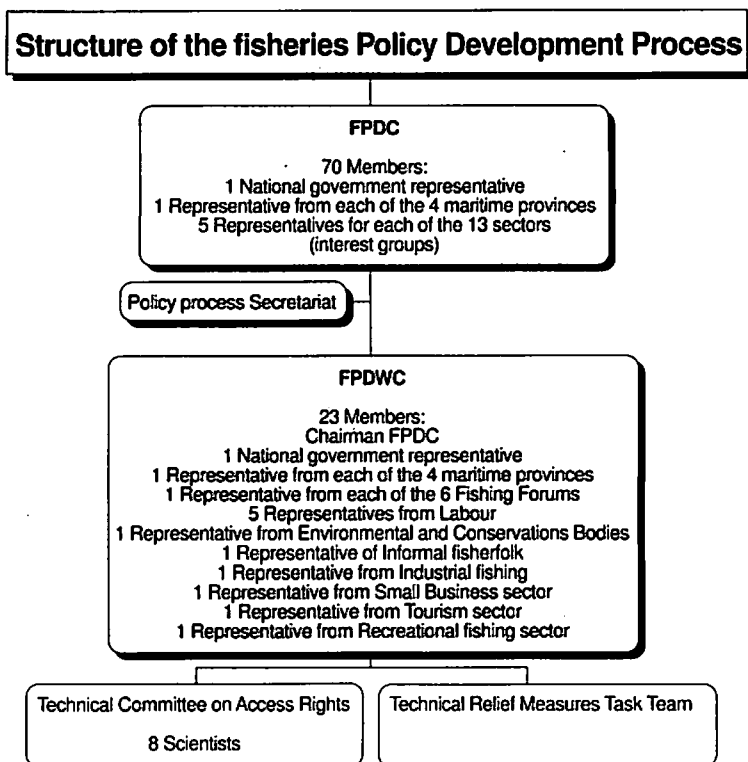 Structure of the fisheries Policy Development Process
FPDC
70 Members:
1 National government representative
1 Representative from each of the 4 maritime provinces
5 Representatives for each of the 13 sectors
(interest groups)
Policy process Secretariat
FPDWC
23 Members:
Chairman FPDC
1 National government representative
1 Representative from each of the 4 maritime provinces
1 Representative from each of the 6 Fishing Forums
5 Representatives from Labour
1 Representative from Environmental and Conservations Bodies
1 Representative of Informal fisherfolk
1 Representative from Industrial fishing
1 Representative from Small Business sector
1 Representative from Tourism sector
1 Representative from Recreational fishing sector
Technical Committee on Access Rights
8 Scientists
Technical Relief Measures Task Team